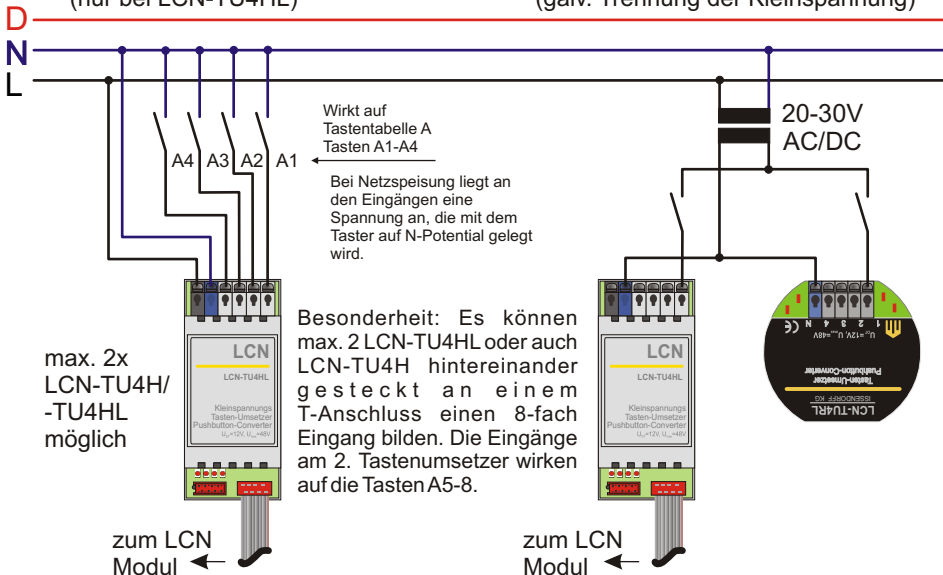 (nur bei LCN-TU4HL)
(galv. Trennung der Kleinspannung)
D
N
L
A4
A3
A2
A1
Wirkt auf
Tastentabelle A
Tasten A1-A4
Bei Netzspeisung liegt an
den Eingängen eine
Spannung an, die mit dem
Taster auf N-Potential gelegt
wird.
20-30V
AC/DC
max. 2x
LCN-TU4H/
-TU4HL
möglich
LCN
LCN-TU4HL
Kleinspannungs
Tasten-Umsetzer
Pushbutton-Converter
Besonderheit: Es können
max. 2 LCN-TU4HL oder auch
LCN-TU4H hintereinander
gesteckt an einem
T-Anschluss einen 8-fach
Eingang bilden. Die Eingänge
am 2. Tastenumsetzer wirken
auf die Tasten A5-8.
LCN
LCN-TU4HL
Kleinspannungs
Tasten-Umsetzer
Pushbutton-Converter
1 2 3 4 N CE
Pushbutton-Converter
Tasten-Umsetzer
ISSENDORFF KG
LCN-TU4RL
zum LCN
Modul
zum LCN
Modul